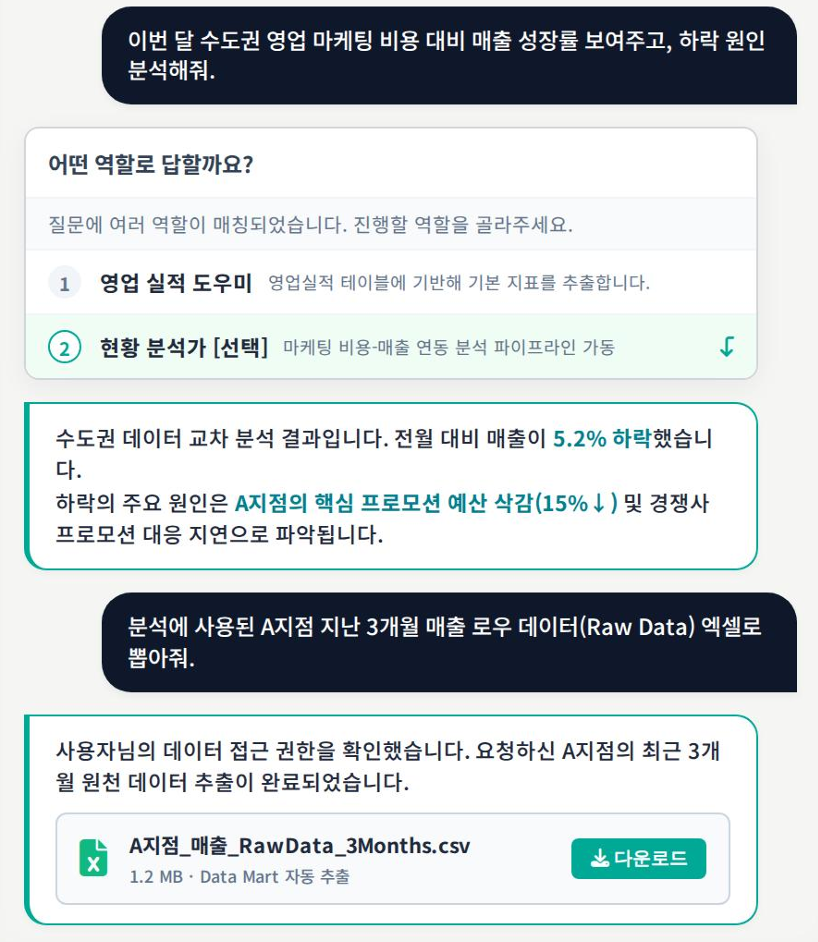 이번 달 수도권 영업 마케팅 비용 대비 매출 성장률 보여주고, 하락 원인
분석해줘.
어떤 역할로 답할까요?
질문에 여러 역할이 매칭되었습니다. 진행할 역할을 골라주세요.
1 영업 실적 도우미 영업실적 테이블에 기반해 기본 지표를 추출합니다.
2 현황 분석가 [선택] 마케팅 비용-매출 연동 분석 파이프라인 가동
수도권 데이터 교차 분석 결과입니다. 전월 대비 매출이 5.2% 하락했습니
다.
하락의 주요 원인은 A지점의 핵심 프로모션 예산 삭감(15%↓) 및 경쟁사
프로모션 대응 지연으로 파악됩니다.
분석에 사용된 A지점 지난 3개월 매출 로우 데이터(Raw Data) 엑셀로
뽑아줘.
사용자님의 데이터 접근 권한을 확인했습니다. 요청하신 A지점의 최근 3개
월 원천 데이터 추출이 완료되었습니다.
A지점_매출_RawData_3Months.csv
1.2 MB · Data Mart 자동 추출
다운로드